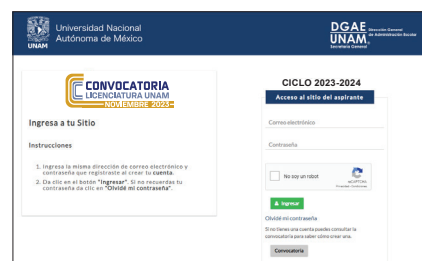 UNAM
Universidad Nacional
Autónoma de México
DGAE
UNAM
Dirección General
de Administración Escolar
Secretaría General
CONVOCATORIA
LICENCIATURA UNAM
NOVIEMBRE 2023
Ingresa a tu Sitio
Instrucciones
1. Ingresa la misma dirección de correo electrónico y
contraseña que registraste al crear tu cuenta.
2. Da clic en el botón "Ingresar". Si no recuerdas tu
contraseña da clic en "Olvidé mi contraseña".
CICLO 2023-2024
Acceso al sitio del aspirante
Correo electrónico
Contraseña
No soy un robot
reCAPTCHA
Ingresar
Olvidé mi contraseña
Si no tienes una cuenta puedes consultar la
convocatoria para saber cómo crear una.
Convocatoria